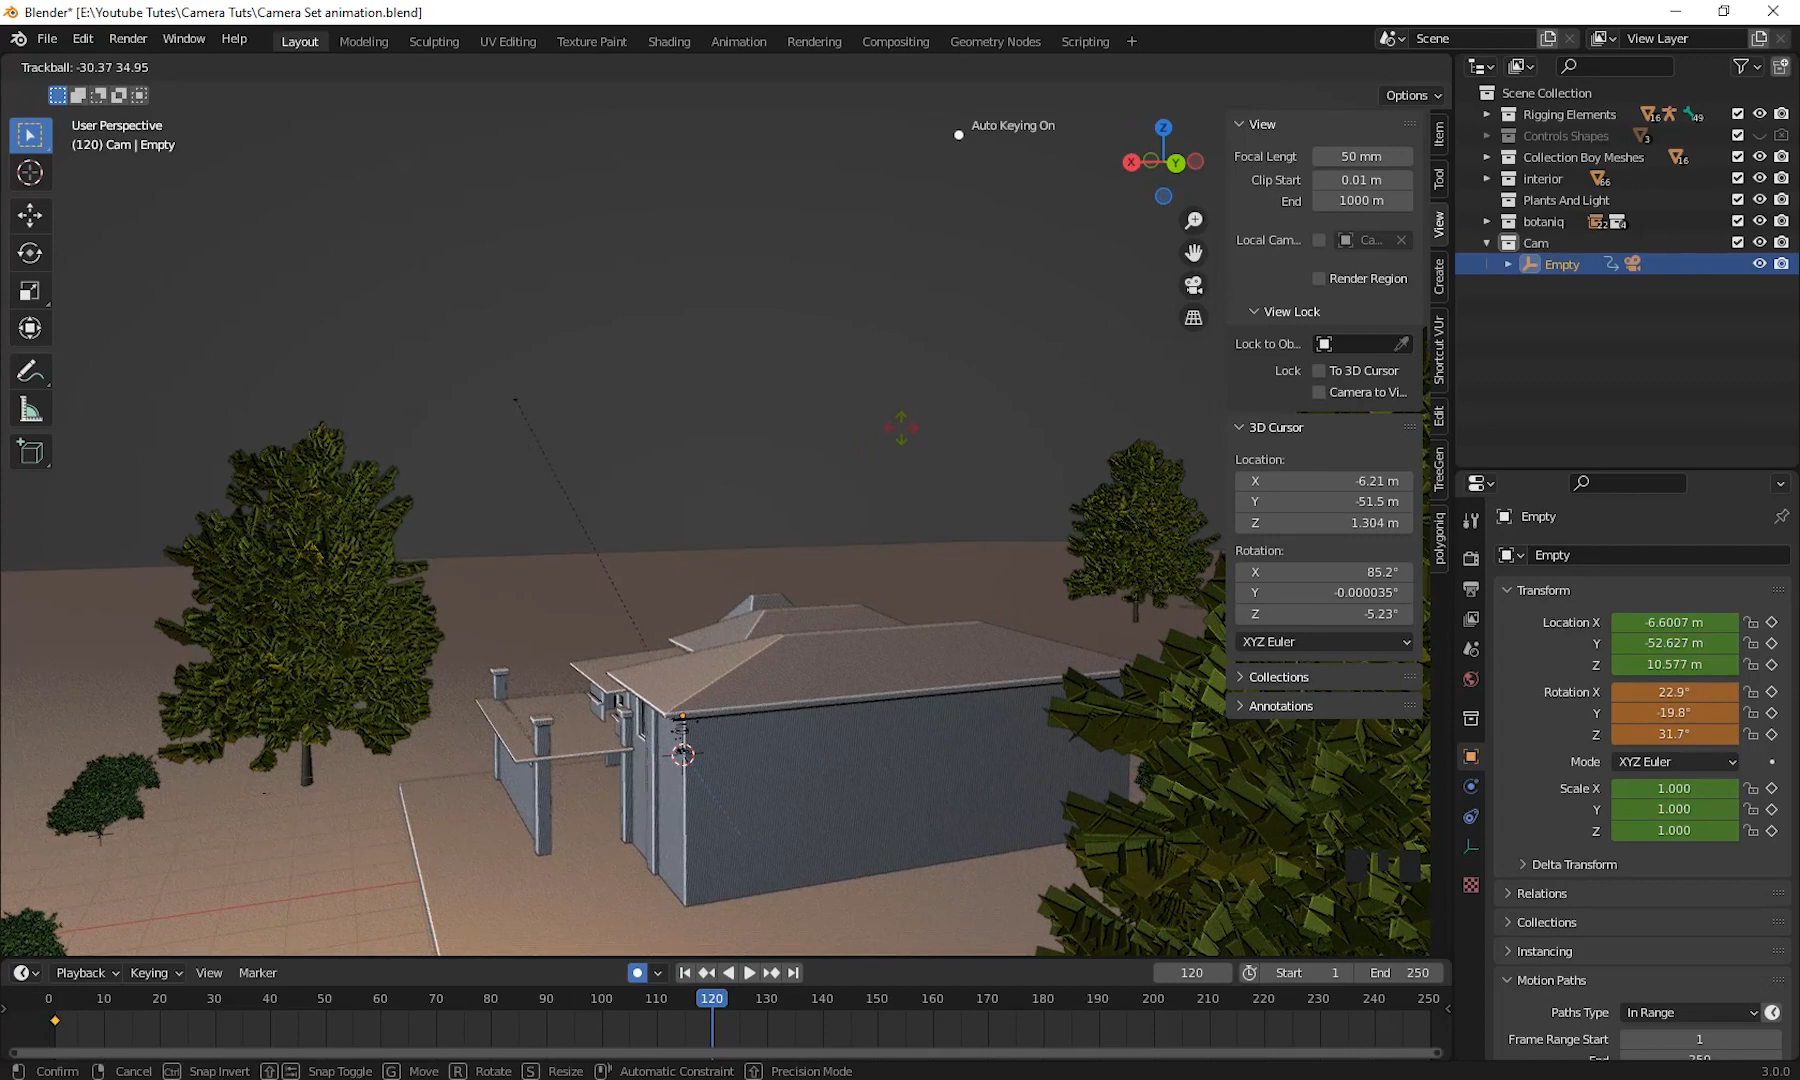 Blender* [E:\Youtube Tutes\Camera Tuts\Camera Set animation.blend]
File Edit Render Window Help Layout Modeling Sculpting UV Editing Texture Paint Shading Animation Rendering Compositing Geometry Nodes Scripting + Scene View Layer
Trackball: -30.37 34.95
Options
User Perspective
(120) Cam | Empty
Auto Keying On
Z
X
Y
View
Focal Lengt 50 mm
Clip Start 0.01 m
End 1000 m
Local Cam... Ca...
Render Region
View Lock
Lock to Ob...
Lock To 3D Cursor
Camera to Vi...
3D Cursor
Location:
X -6.21 m
Y -51.5 m
Z 1.304 m
Rotation:
X 85.2°
Y -0.000035°
Z -5.23°
XYZ Euler
Collections
Annotations
Item
Tool
View
Create
Shortcut VUr
Edit
TreeGen
polygoniq
Scene Collection
Rigging Elements 16 49
Controls Shapes 3
Collection Boy Meshes 16
interior 66
Plants And Light
botaniq 22 4
Cam
Empty
Empty
Empty
Transform
Location X -6.6007 m
Y -52.627 m
Z 10.577 m
Rotation X 22.9°
Y -19.8°
Z 31.7°
Mode XYZ Euler
Scale X 1.000
Y 1.000
Z 1.000
Delta Transform
Relations
Collections
Instancing
Motion Paths
Paths Type In Range
Frame Range Start 1
Playback Keying View Marker 120 Start 1 End 250
0 10 20 30 40 50 60 70 80 90 100 110 120 130 140 150 160 170 180 190 200 210 220 230 240 250
Confirm Cancel Ctrl Snap Invert Snap Toggle G Move R Rotate S Resize Automatic Constraint Precision Mode 3.0.0